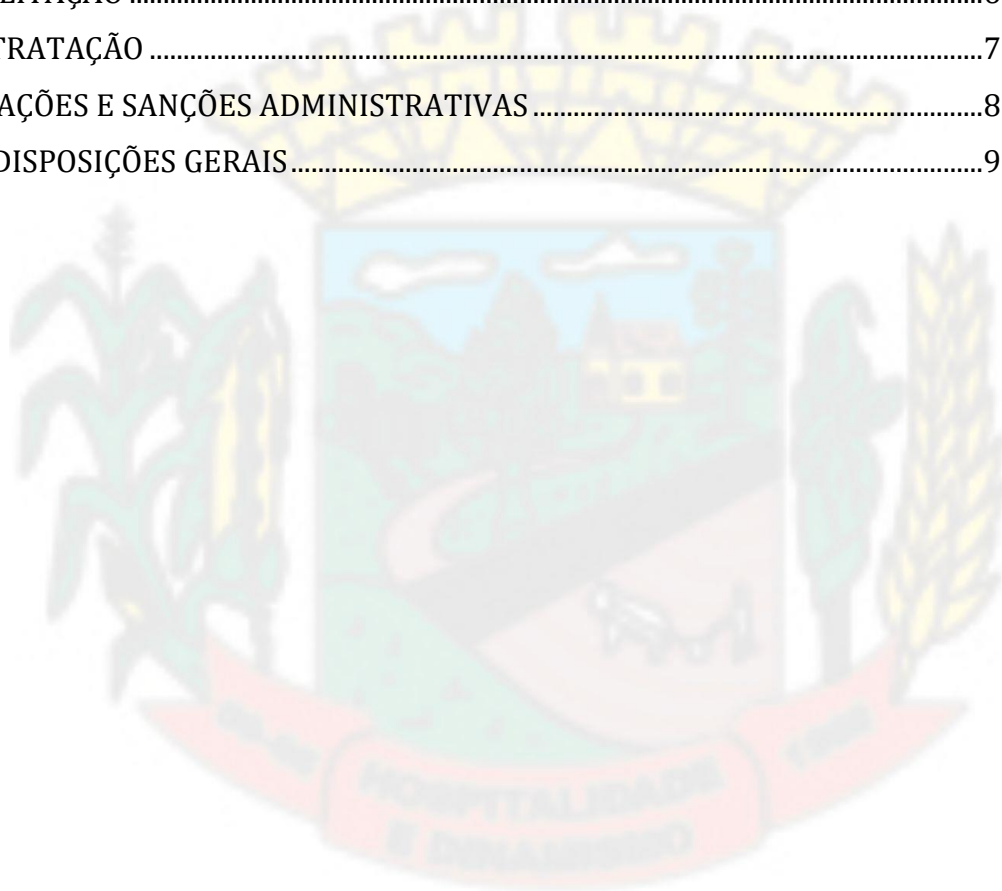 TRATAÇÃO 7
AÇÕES E SANÇÕES ADMINISTRATIVAS 8
DISPOSIÇÕES GERAIS 9
HOSPITALIDADE
E DINAMISMO